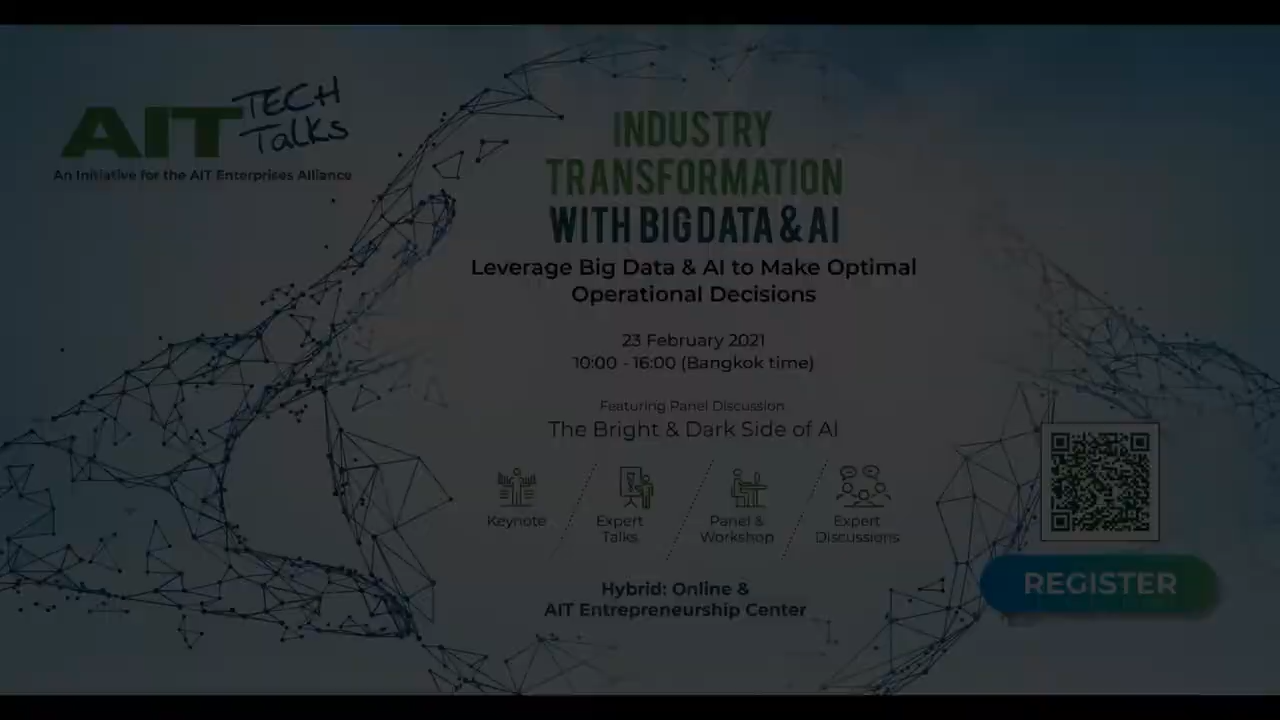 AIT TECH
Talks
An Initiative for the AIT Enterprises Alliance
INDUSTRY
TRANSFORMATION
WITH BIG DATA & AI
Leverage Big Data & AI to Make Optimal
Operational Decisions
23 February 2021
10:00 - 16:00 (Bangkok time)
Featuring Panel Discussion
The Bright & Dark Side of AI
Keynote
Expert
Talks
Panel &
Workshop
Expert
Discussions
Hybrid: Online &
AIT Entrepreneurship Center
REGISTER